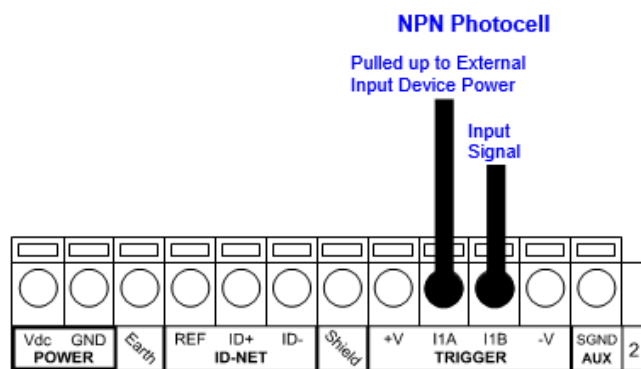 NPN Photocell
Pulled up to External
Input Device Power
Input
Signal
Vdc GND Earth REF ID+ ID- Shield +V I1A I1B -V SGND 2
POWER ID-NET TRIGGER AUX